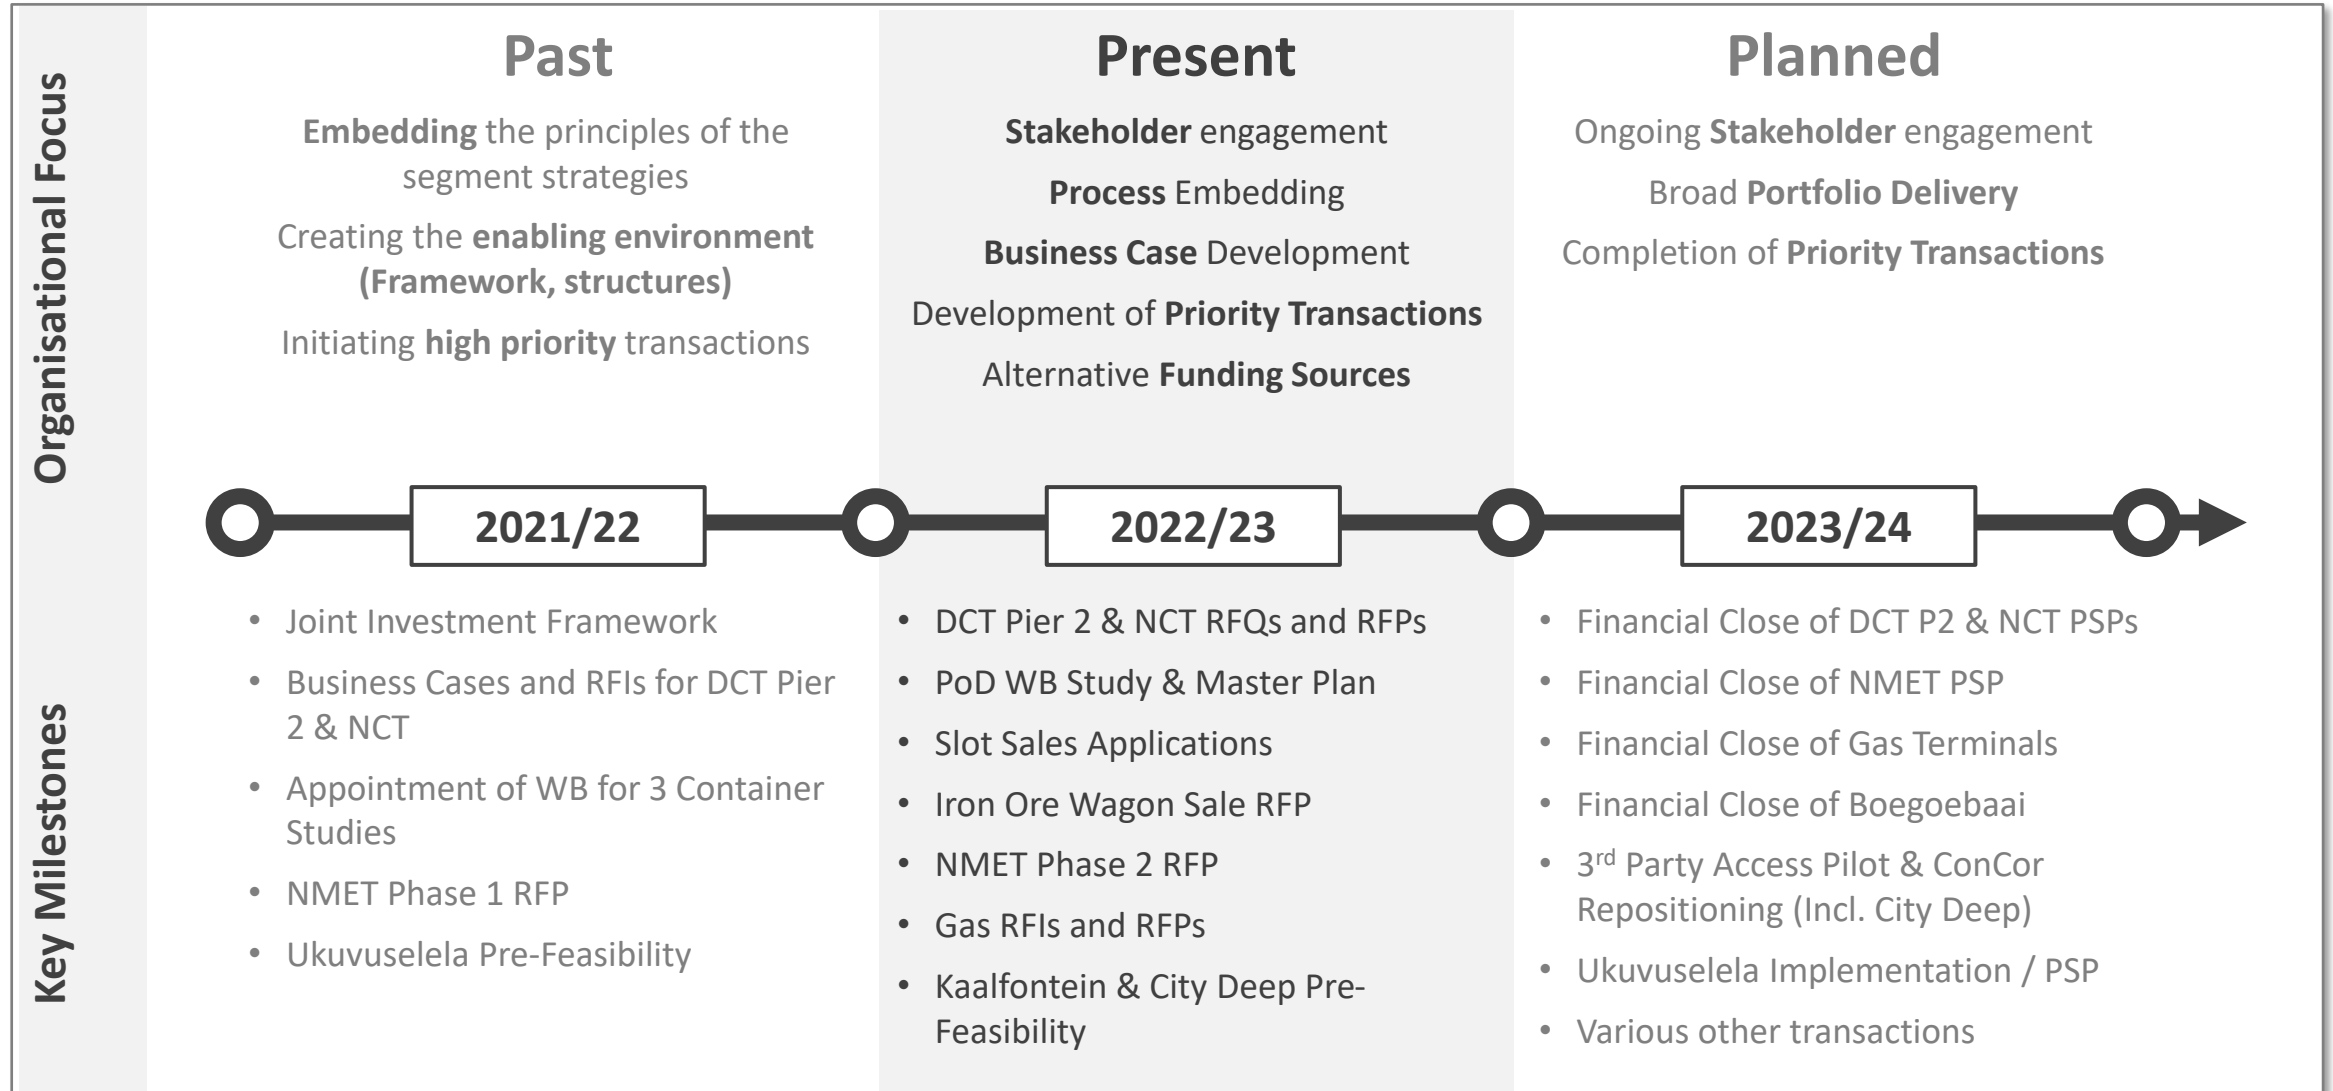 Organisational Focus
Past
Embedding the principles of the
segment strategies
Creating the enabling environment
(Framework, structures)
Initiating high priority transactions
Present
Stakeholder engagement
Process Embedding
Business Case Development
Development of Priority Transactions
Alternative Funding Sources
Planned
Ongoing Stakeholder engagement
Broad Portfolio Delivery
Completion of Priority Transactions
2021/22
2022/23
2023/24
Key Milestones
• Joint Investment Framework
• Business Cases and RFIs for DCT Pier
2 & NCT
• Appointment of WB for 3 Container
Studies
• NMET Phase 1 RFP
• Ukuvuselela Pre-Feasibility
• DCT Pier 2 & NCT RFQs and RFPs
• PoD WB Study & Master Plan
• Slot Sales Applications
• Iron Ore Wagon Sale RFP
• NMET Phase 2 RFP
• Gas RFIs and RFPs
• Kaalfontein & City Deep Pre-
Feasibility
• Financial Close of DCT P2 & NCT PSPs
• Financial Close of NMET PSP
• Financial Close of Gas Terminals
• Financial Close of Boegoebaai
• 3rd Party Access Pilot & ConCor
Repositioning (Incl. City Deep)
• Ukuvuselela Implementation / PSP
• Various other transactions